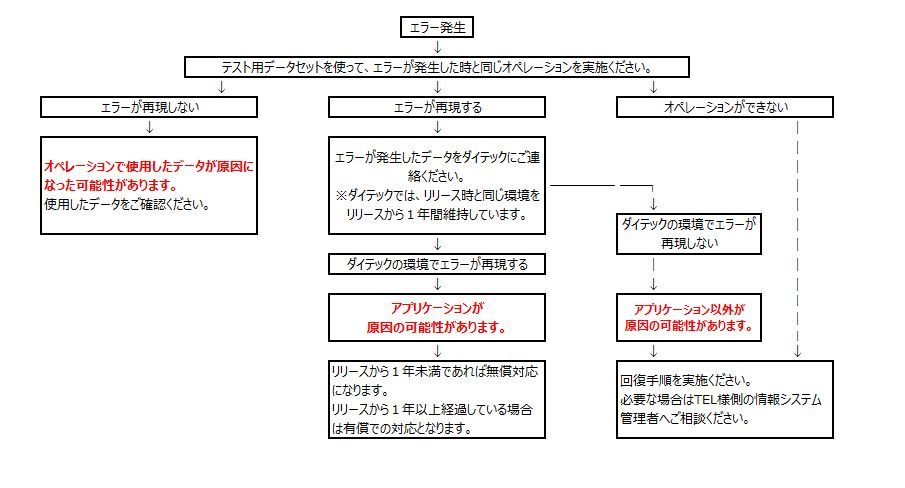 エラー発生
テスト用データセットを使って、エラーが発生した時と同じオペレーションを実施ください。
エラーが再現しない
エラーが再現する
オペレーションができない
オペレーションで使用したデータが原因に
なった可能性があります。
使用したデータをご確認ください。
エラーが発生したデータをダイテックにご連
絡ください。
※ダイテックでは、リリース時と同じ環境を
リリースから１年間維持しています。
ダイテックの環境でエラーが
再現しない
ダイテックの環境でエラーが再現する
アプリケーションが
原因の可能性があります。
アプリケーション以外が
原因の可能性があります。
リリースから１年未満であれば無償対応
になります。
リリースから１年以上経過している場合
は有償での対応となります。
回復手順を実施ください。
必要な場合はTEL様側の情報システム
管理者へご相談ください。